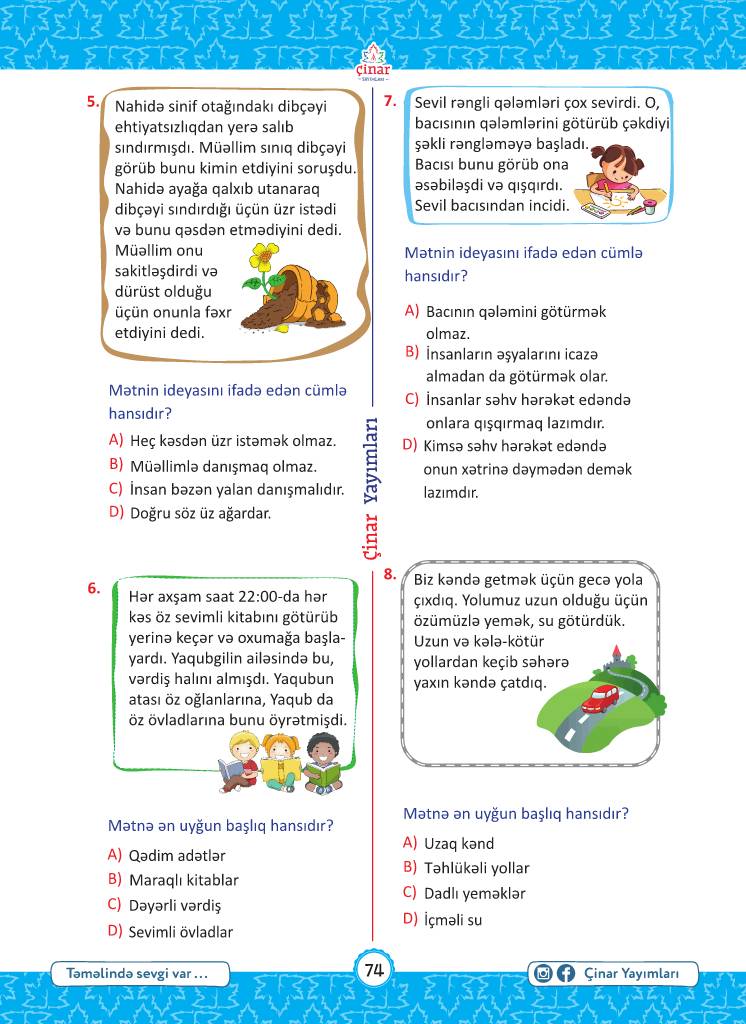 çinar
YAYIMLARI
5.
Nahidə sinif otağındakı dibçəyi
ehtiyatsızlıqdan yerə salıb
sındırmışdı. Müəllim sınıq dibçəyi
görüb bunu kimin etdiyini soruşdu.
Nahidə ayağa qalxıb utanaraq
dibçəyi sındırdığı üçün üzr istədi
və bunu qəsdən etmədiyini dedi.
Müəllim onu
sakitləşdirdi və
dürüst olduğu
üçün onunla fəxr
etdiyini dedi.
Mətnin ideyasını ifadə edən cümlə
hansıdır?
A) Heç kəsdən üzr istəmək olmaz.
B) Müəllimlə danışmaq olmaz.
C) İnsan bəzən yalan danışmalıdır.
D) Doğru söz üz ağardar.
6.
Hər axşam saat 22:00-da hər
kəs öz sevimli kitabını götürüb
yerinə keçər və oxumağa başla-
yardı. Yaqubgilin ailəsində bu,
vərdiş halını almışdı. Yaqubun
atası öz oğlanlarına, Yaqub da
öz övladlarına bunu öyrətmişdi.
Mətnə ən uyğun başlıq hansıdır?
A) Qədim adətlər
B) Maraqlı kitablar
C) Dəyərli vərdiş
D) Sevimli övladlar
Çinar Yayımları
7.
Sevil rəngli qələmləri çox sevirdi. O,
bacısının qələmlərini götürüb çəkdiyi
şəkli rəngləməyə başladı.
Bacısı bunu görüb ona
əsəbiləşdi və qışqırdı.
Sevil bacısından incidi.
Mətnin ideyasını ifadə edən cümlə
hansıdır?
A) Bacının qələmini götürmək
olmaz.
B) İnsanların əşyalarını icazə
almadan da götürmək olar.
C) İnsanlar səhv hərəkət edəndə
onlara qışqırmaq lazımdır.
D) Kimsə səhv hərəkət edəndə
onun xətrinə dəymədən demək
lazımdır.
8.
Biz kəndə getmək üçün gecə yola
çıxdıq. Yolumuz uzun olduğu üçün
özümüzlə yemək, su götürdük.
Uzun və kələ-kötür
yollardan keçib səhərə
yaxın kəndə çatdıq.
Mətnə ən uyğun başlıq hansıdır?
A) Uzaq kənd
B) Təhlükəli yollar
C) Dadlı yeməklər
D) İçməli su
Təməlində sevgi var ...
74
Çinar Yayımları